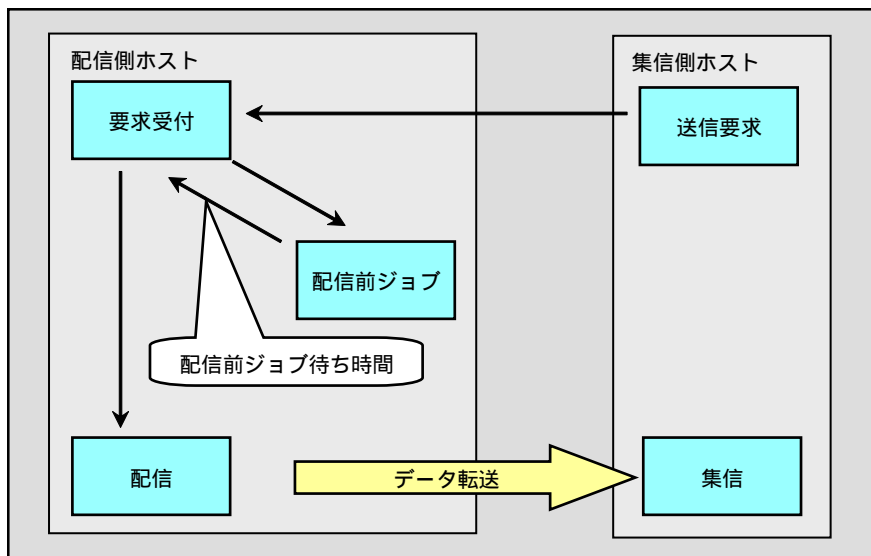 配信側ホスト
集信側ホスト
要求受付
送信要求
配信前ジョブ
配信前ジョブ待ち時間
配信
データ転送
集信